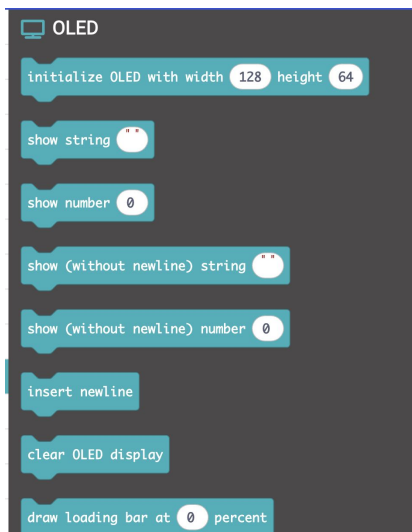 OLED
initialize OLED with width 128 height 64
show string " "
show number 0
show (without newline) string " "
show (without newline) number 0
insert newline
clear OLED display
draw loading bar at 0 percent